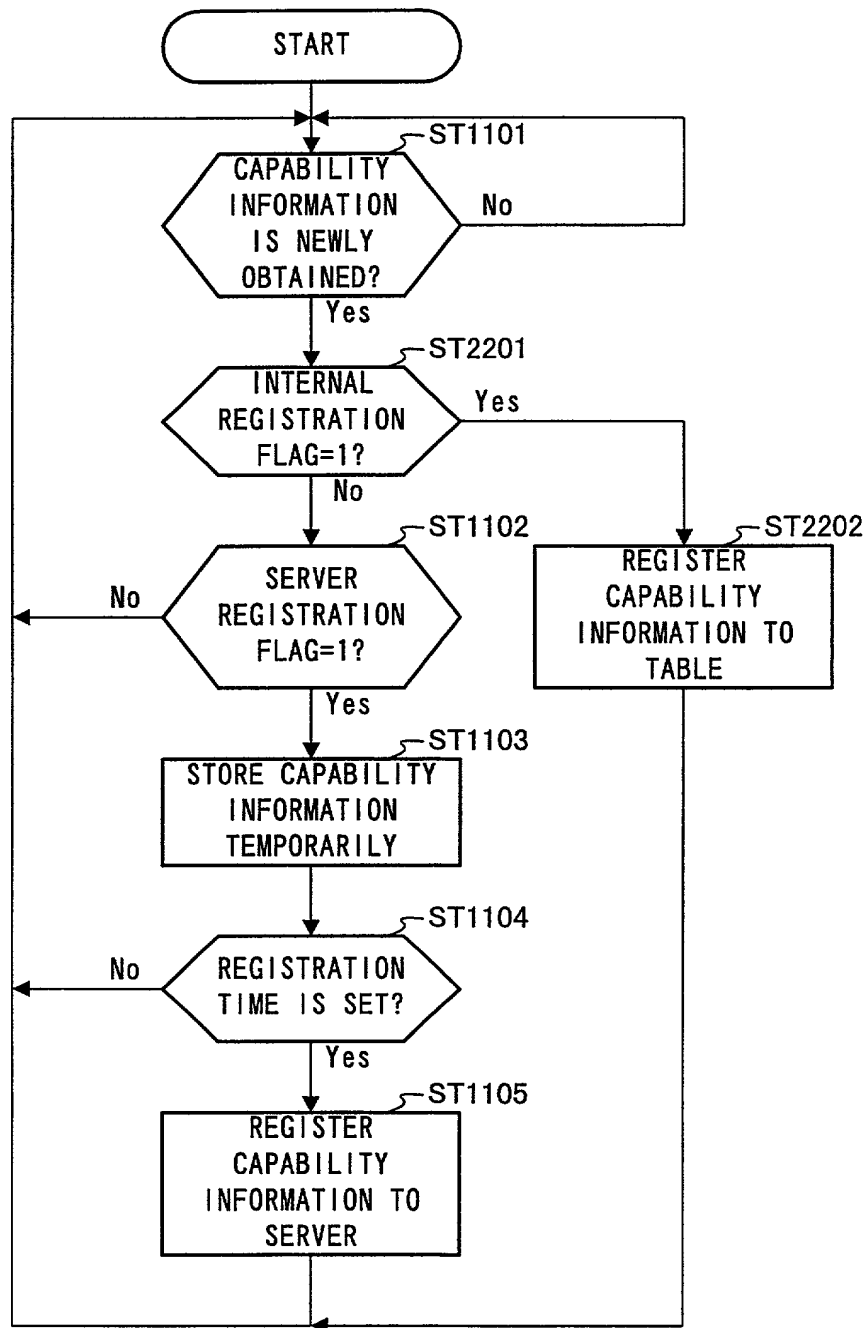 START
ST1101
CAPABILITY
INFORMATION
IS NEWLY
OBTAINED?
No
Yes
ST2201
INTERNAL
REGISTRATION
FLAG=1?
Yes
No
ST1102
SERVER
REGISTRATION
FLAG=1?
No
Yes
ST2202
REGISTER
CAPABILITY
INFORMATION TO
TABLE
ST1103
STORE CAPABILITY
INFORMATION
TEMPORARILY
ST1104
REGISTRATION
TIME IS SET?
No
Yes
ST1105
REGISTER
CAPABILITY
INFORMATION TO
SERVER